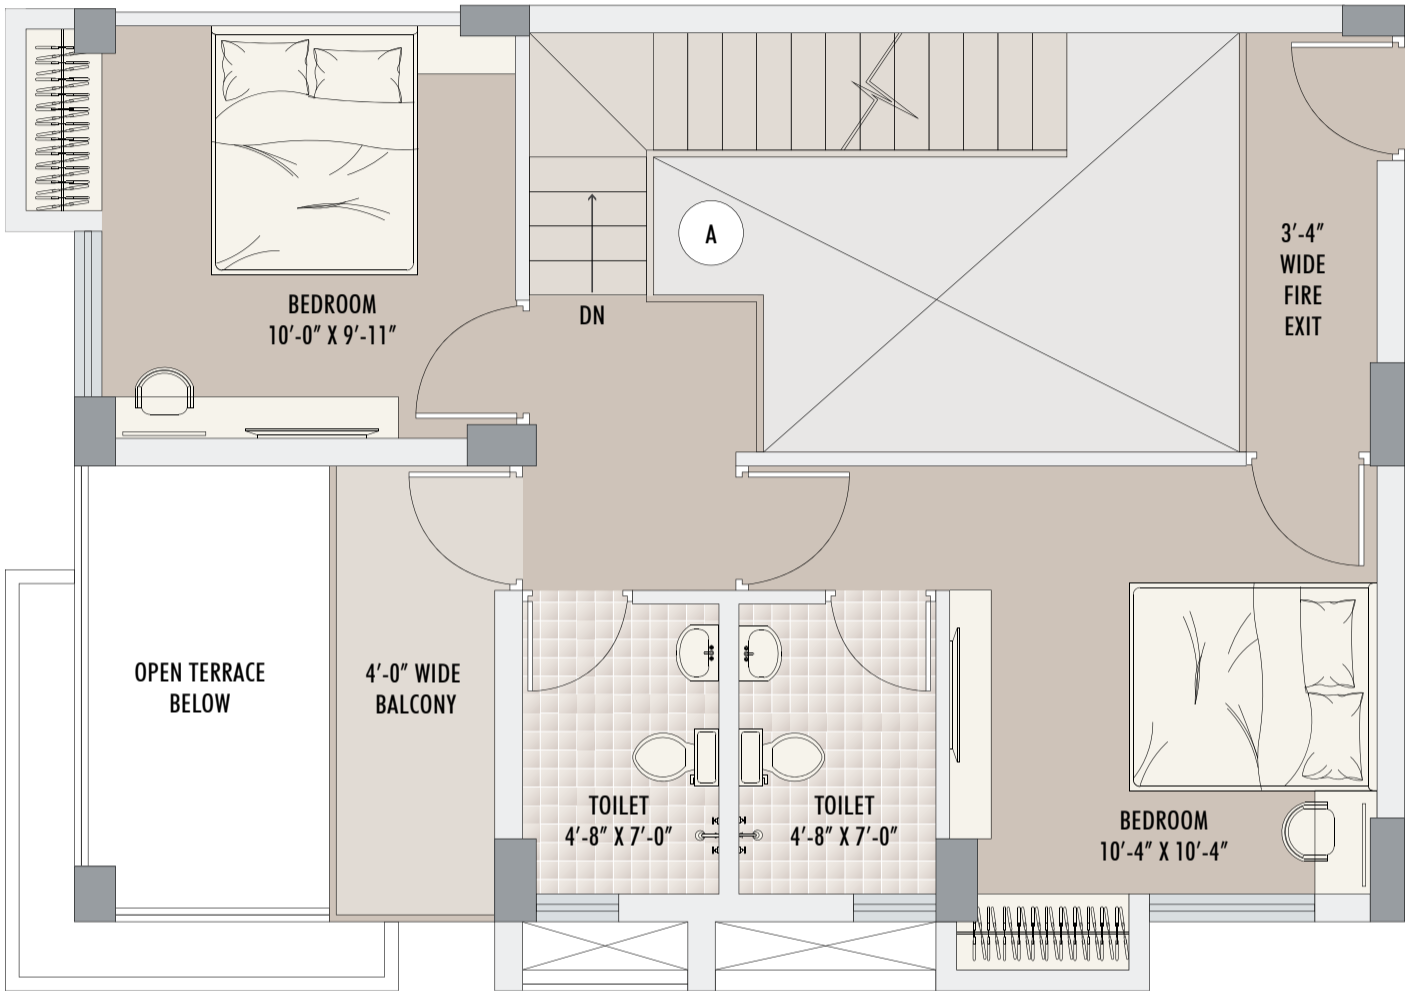 A
3'-4"
WIDE
FIRE
EXIT
BEDROOM
10'-0" X 9'-11"
DN
OPEN TERRACE
BELOW
4'-0" WIDE
BALCONY
TOILET
4'-8" X 7'-0"
TOILET
4'-8" X 7'-0"
BEDROOM
10'-4" X 10'-4"